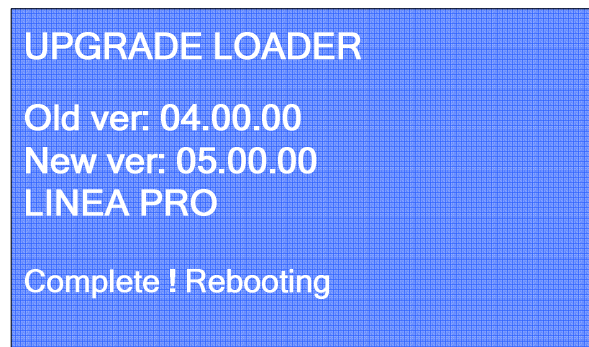 UPGRADE LOADER
Old ver: 04.00.00
New ver: 05.00.00
LINEA PRO
Complete ! Rebooting